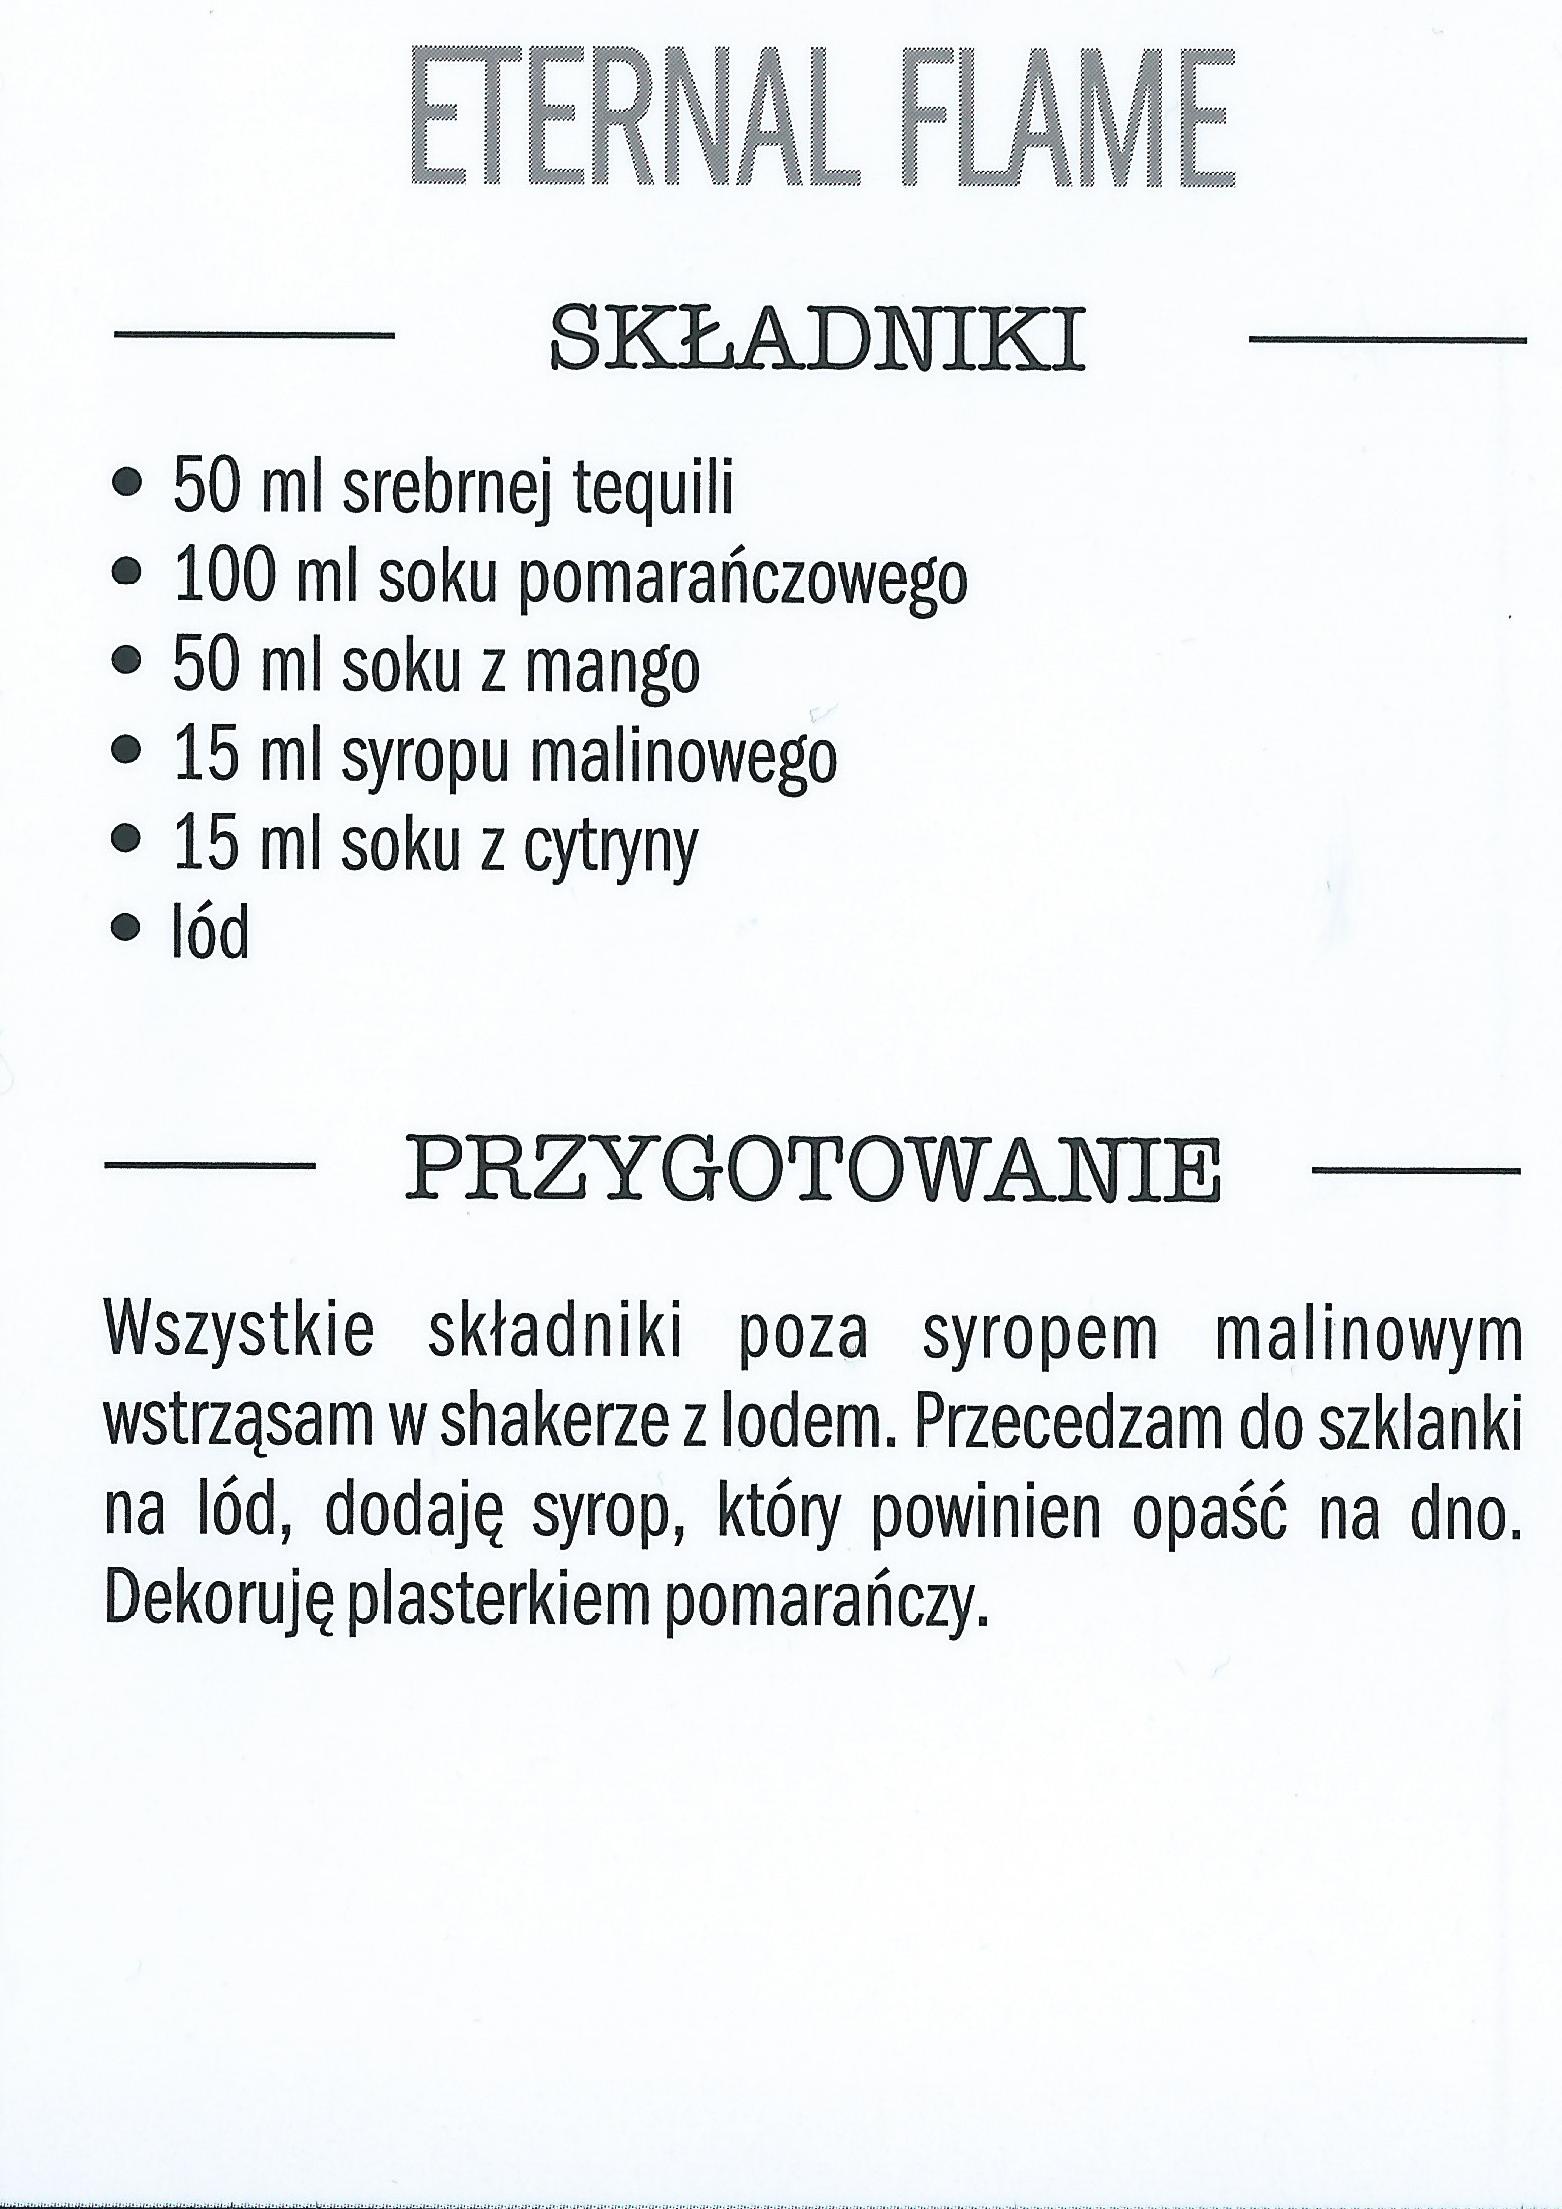 ETERNAL FLAME
SKŁADNIKI
• 50 ml srebrnej tequili
• 100 ml soku pomarańczowego
• 50 ml soku z mango
• 15 ml syropu malinowego
• 15 ml soku z cytryny
• lód
PRZYGOTOWANIE
Wszystkie składniki poza syropem malinowym
wstrząsam w shakerze z lodem. Przecedzam do szklanki
na lód, dodaję syrop, który powinien opaść na dno.
Dekoruję plasterkiem pomarańczy.